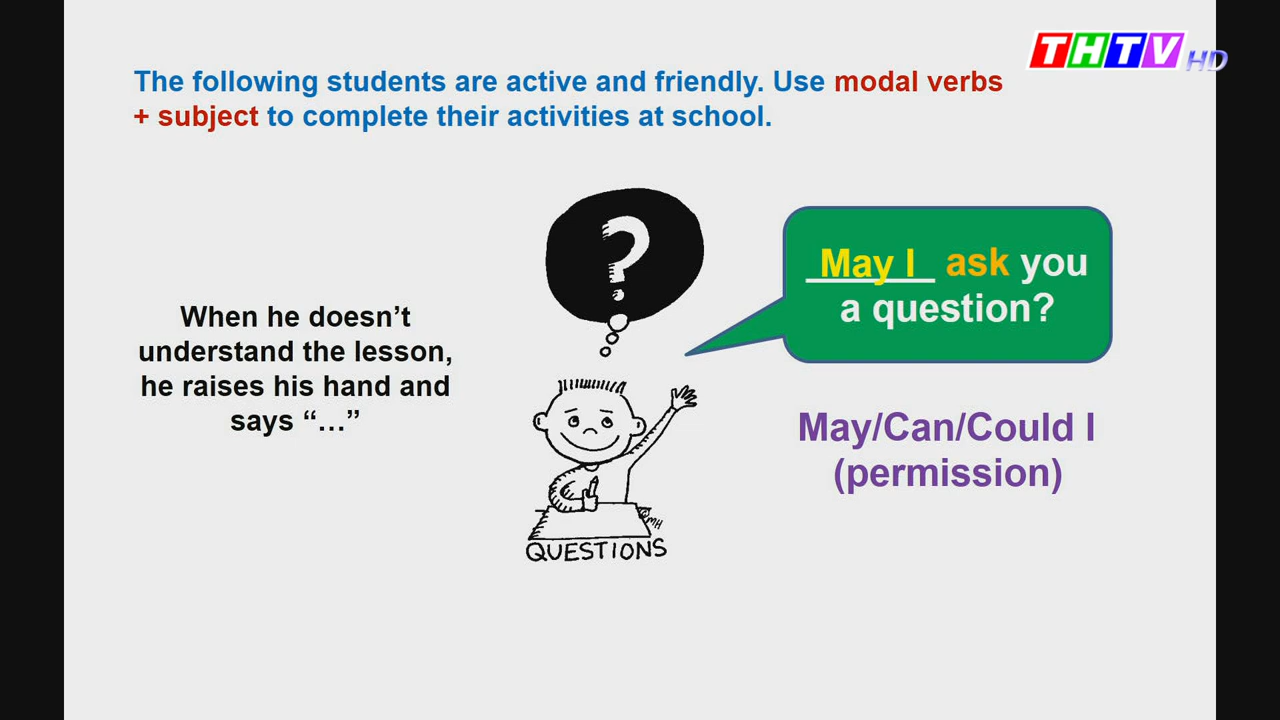 THTV HD
The following students are active and friendly. Use modal verbs
+ subject to complete their activities at school.
?
When he doesn’t
understand the lesson,
he raises his hand and
says “…”
May I ask you
a question?
May/Can/Could I
(permission)
MH
QUESTIONS